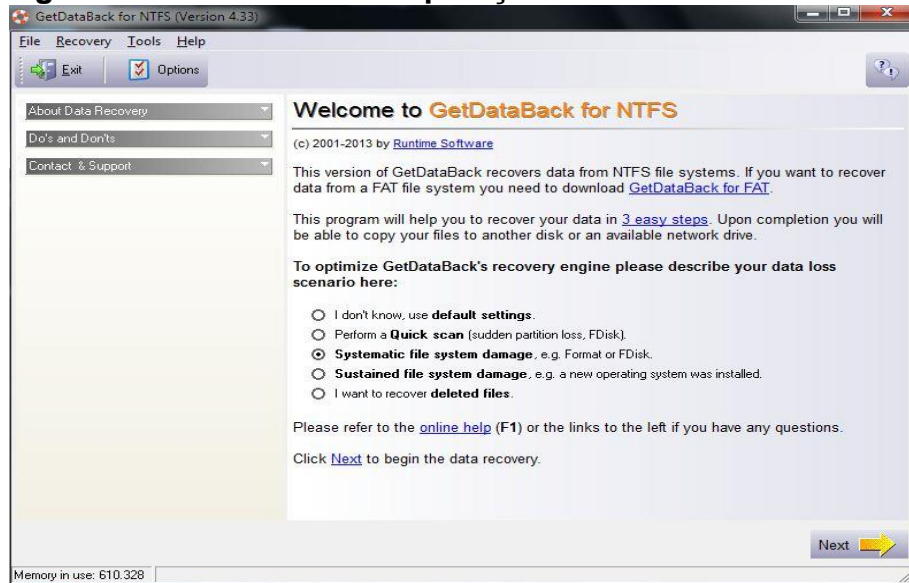 GetDataBack for NTFS (Version 4.33)
File Recovery Tools Help
Exit Options
About Data Recovery
Do's and Don'ts
Contact & Support
Welcome to GetDataBack for NTFS
(c) 2001-2013 by Runtime Software
This version of GetDataBack recovers data from NTFS file systems. If you want to recover
data from a FAT file system you need to download GetDataBack for FAT.
This program will help you to recover your data in 3 easy steps. Upon completion you will
be able to copy your files to another disk or an available network drive.
To optimize GetDataBack's recovery engine please describe your data loss
scenario here:
I don't know, use default settings.
Perform a Quick scan (sudden partition loss, FDisk).
Systematic file system damage, e.g. Format or FDisk.
Sustained file system damage, e.g. a new operating system was installed.
I want to recover deleted files.
Please refer to the online help (F1) or the links to the left if you have any questions.
Click Next to begin the data recovery.
Next
Memory in use: 610.328